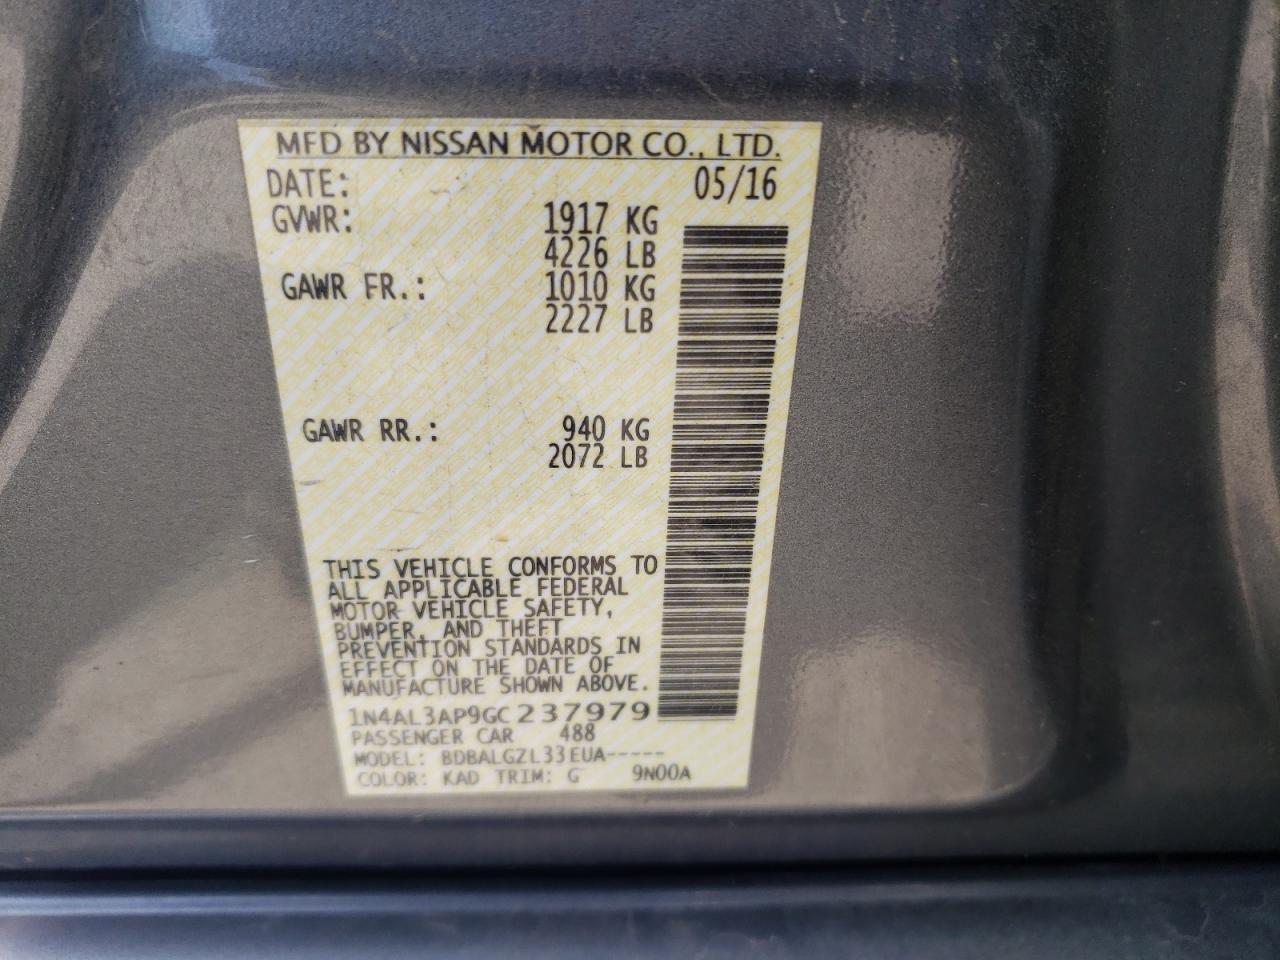 MFD BY NISSAN MOTOR CO., LTD.
DATE: 05/16
GVWR: 1917 KG
4226 LB
GAWR FR.: 1010 KG
2227 LB
GAWR RR.: 940 KG
2072 LB
THIS VEHICLE CONFORMS TO
ALL APPLICABLE FEDERAL
MOTOR VEHICLE SAFETY,
BUMPER, AND THEFT
PREVENTION STANDARDS IN
EFFECT ON THE DATE OF
MANUFACTURE SHOWN ABOVE.
1N4AL3AP9GC237979
PASSENGER CAR 488
MODEL: BDBALGZL33EUA-----
COLOR: KAD TRIM: G 9N00A